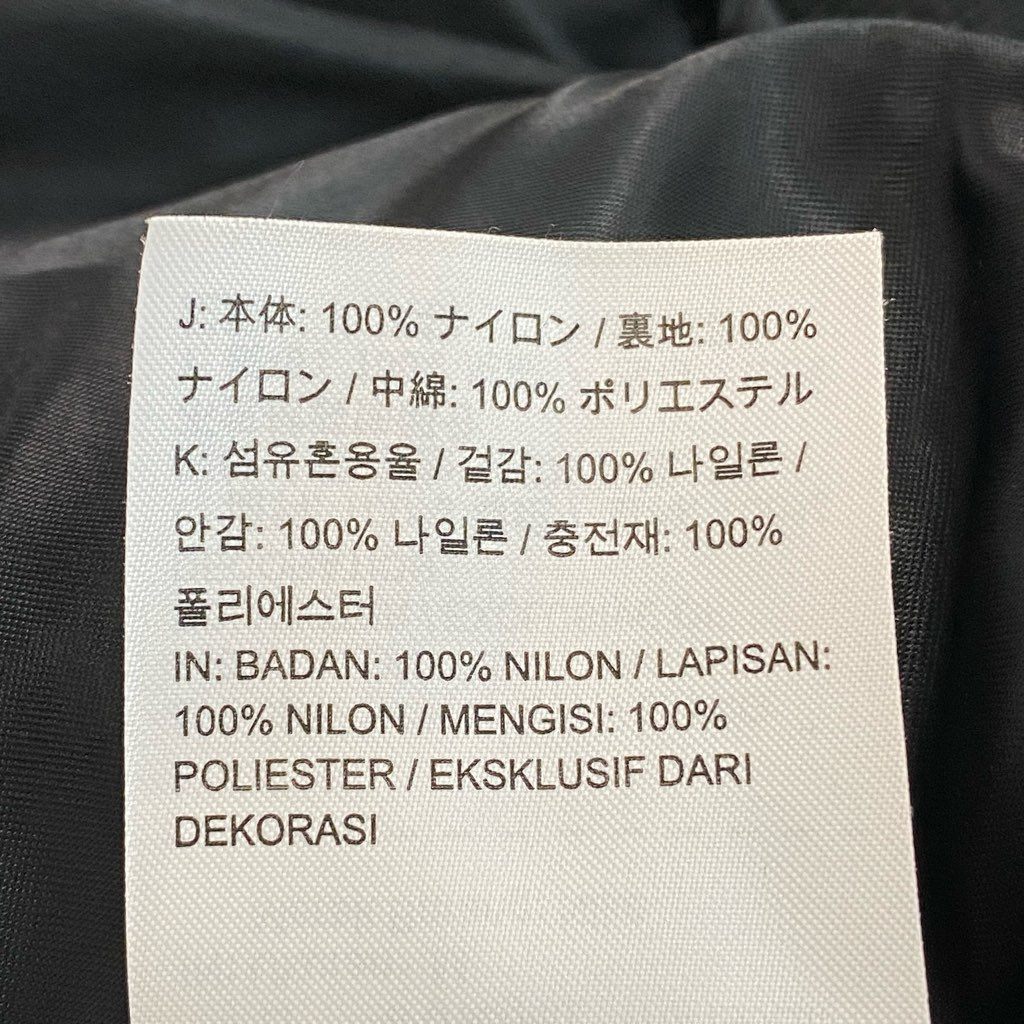 J: 本体: 100% ナイロン / 裏地: 100%
ナイロン / 中綿: 100% ポリエステル
K: 섬유혼용율 / 겉감: 100% 나일론 /
안감: 100% 나일론 / 충전재: 100%
폴리에스터
IN: BADAN: 100% NILON / LAPISAN:
100% NILON / MENGISI: 100%
POLIESTER / EKSKLUSIF DARI
DEKORASI